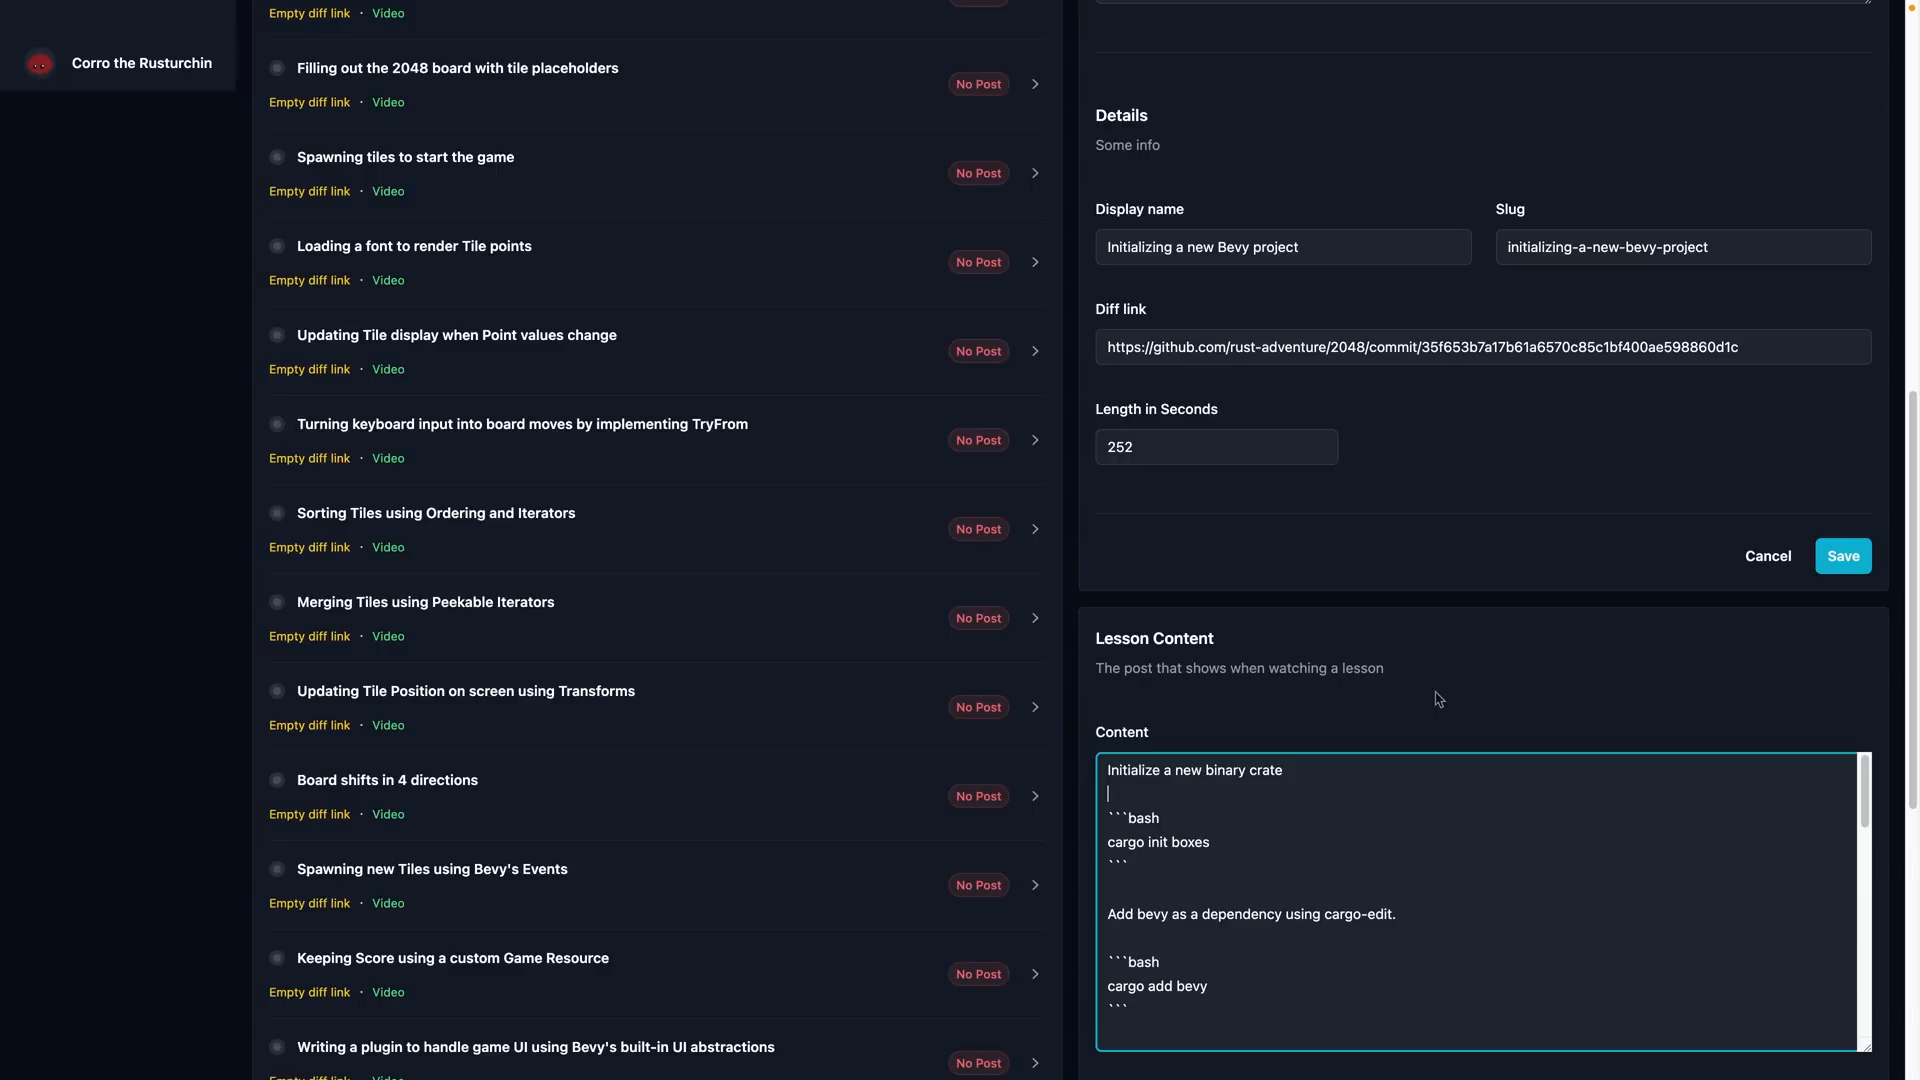 Corro the Rusturchin
Empty diff link · Video
Filling out the 2048 board with tile placeholders
No Post
Empty diff link · Video
Spawning tiles to start the game
No Post
Empty diff link · Video
Loading a font to render Tile points
No Post
Empty diff link · Video
Updating Tile display when Point values change
No Post
Empty diff link · Video
Turning keyboard input into board moves by implementing TryFrom
No Post
Empty diff link · Video
Sorting Tiles using Ordering and Iterators
No Post
Empty diff link · Video
Merging Tiles using Peekable Iterators
No Post
Empty diff link · Video
Updating Tile Position on screen using Transforms
No Post
Empty diff link · Video
Board shifts in 4 directions
No Post
Empty diff link · Video
Spawning new Tiles using Bevy's Events
No Post
Empty diff link · Video
Keeping Score using a custom Game Resource
No Post
Empty diff link · Video
Writing a plugin to handle game UI using Bevy's built-in UI abstractions
No Post
Empty diff link · Video
Details
Some info
Display name
Initializing a new Bevy project
Slug
initializing-a-new-bevy-project
Diff link
https://github.com/rust-adventure/2048/commit/35f653b7a17b61a6570c85c1bf400ae598860d1c
Length in Seconds
252
Cancel
Save
Lesson Content
The post that shows when watching a lesson
Content
Initialize a new binary crate
```bash
cargo init boxes
```
Add bevy as a dependency using cargo-edit.
```bash
cargo add bevy
```